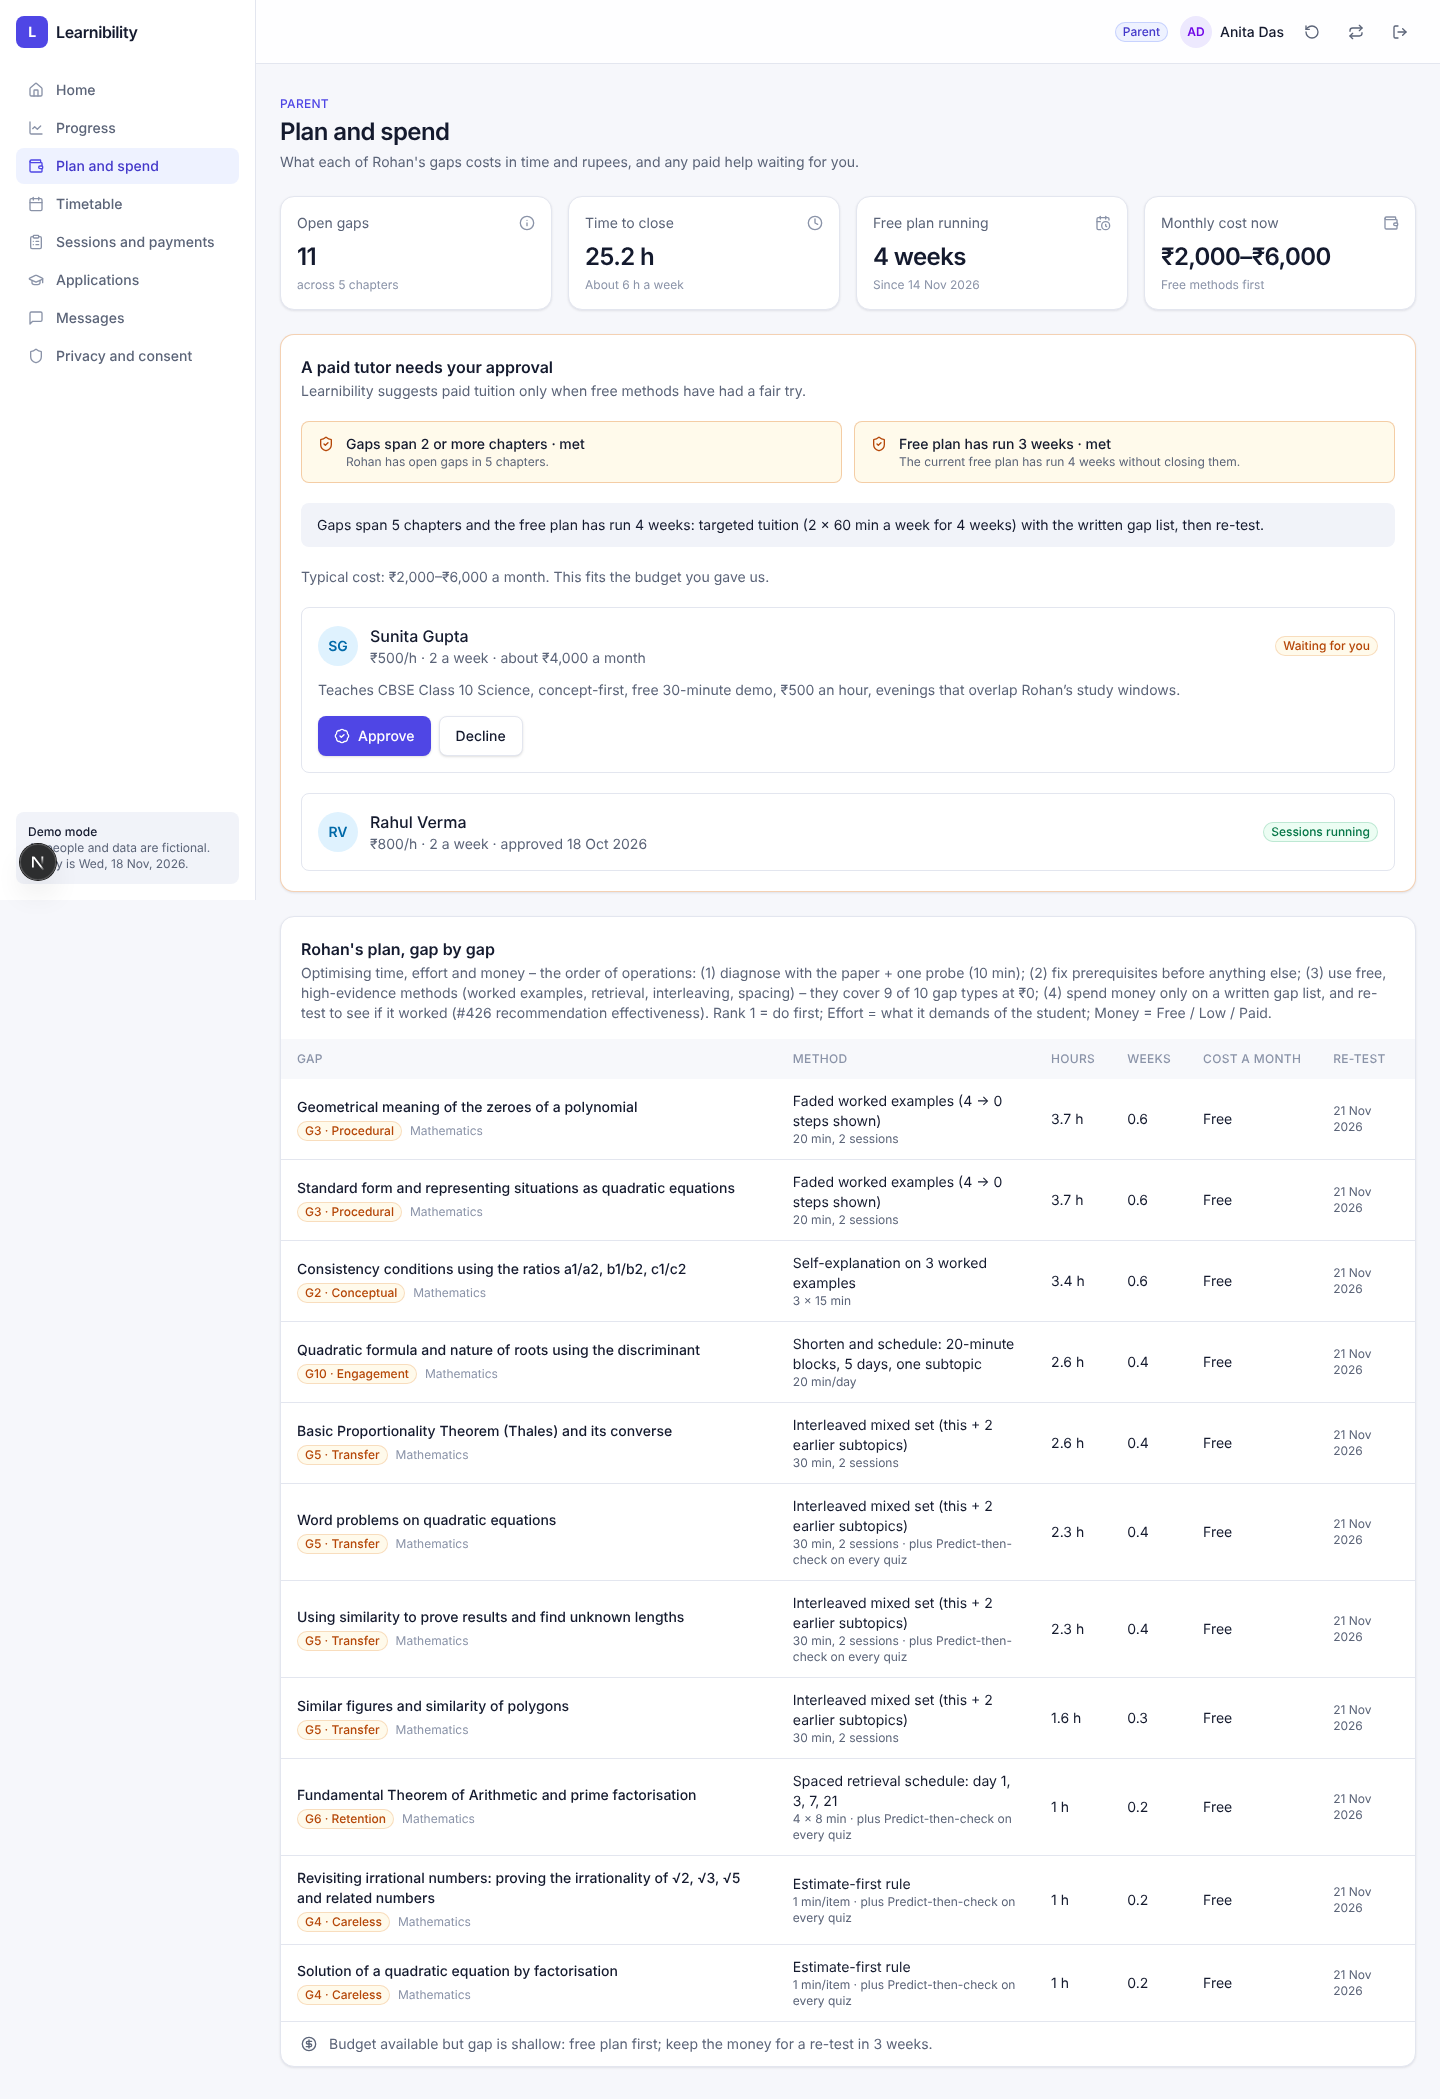 L Learnibility
Parent AD Anita Das
Home
Progress
Plan and spend
Timetable
Sessions and payments
Applications
Messages
Privacy and consent
PARENT
Plan and spend
What each of Rohan's gaps costs in time and rupees, and any paid help waiting for you.
Open gaps
11
across 5 chapters
Time to close
25.2 h
About 6 h a week
Free plan running
4 weeks
Since 14 Nov 2026
Monthly cost now
₹2,000–₹6,000
Free methods first
A paid tutor needs your approval
Learnibility suggests paid tuition only when free methods have had a fair try.
Gaps span 2 or more chapters · met
Rohan has open gaps in 5 chapters.
Free plan has run 3 weeks · met
The current free plan has run 4 weeks without closing them.
Gaps span 5 chapters and the free plan has run 4 weeks: targeted tuition (2 × 60 min a week for 4 weeks) with the written gap list, then re-test.
Typical cost: ₹2,000–₹6,000 a month. This fits the budget you gave us.
SG Sunita Gupta
₹500/h · 2 a week · about ₹4,000 a month
Waiting for you
Teaches CBSE Class 10 Science, concept-first, free 30-minute demo, ₹500 an hour, evenings that overlap Rohan’s study windows.
Approve Decline
RV Rahul Verma
₹800/h · 2 a week · approved 18 Oct 2026
Sessions running
Demo mode
people and data are fictional.
N y is Wed, 18 Nov, 2026.
Rohan's plan, gap by gap
Optimising time, effort and money – the order of operations: (1) diagnose with the paper + one probe (10 min); (2) fix prerequisites before anything else; (3) use free,
high-evidence methods (worked examples, retrieval, interleaving, spacing) – they cover 9 of 10 gap types at ₹0; (4) spend money only on a written gap list, and re-
test to see if it worked (#426 recommendation effectiveness). Rank 1 = do first; Effort = what it demands of the student; Money = Free / Low / Paid.
GAP METHOD HOURS WEEKS COST A MONTH RE-TEST
Geometrical meaning of the zeroes of a polynomial
G3 · Procedural Mathematics
Faded worked examples (4 → 0
steps shown)
20 min, 2 sessions
3.7 h 0.6 Free
21 Nov
2026
Standard form and representing situations as quadratic equations
G3 · Procedural Mathematics
Faded worked examples (4 → 0
steps shown)
20 min, 2 sessions
3.7 h 0.6 Free
21 Nov
2026
Consistency conditions using the ratios a1/a2, b1/b2, c1/c2
G2 · Conceptual Mathematics
Self-explanation on 3 worked
examples
3 × 15 min
3.4 h 0.6 Free
21 Nov
2026
Quadratic formula and nature of roots using the discriminant
G10 · Engagement Mathematics
Shorten and schedule: 20-minute
blocks, 5 days, one subtopic
20 min/day
2.6 h 0.4 Free
21 Nov
2026
Basic Proportionality Theorem (Thales) and its converse
G5 · Transfer Mathematics
Interleaved mixed set (this + 2
earlier subtopics)
30 min, 2 sessions
2.6 h 0.4 Free
21 Nov
2026
Word problems on quadratic equations
G5 · Transfer Mathematics
Interleaved mixed set (this + 2
earlier subtopics)
30 min, 2 sessions · plus Predict-then-
check on every quiz
2.3 h 0.4 Free
21 Nov
2026
Using similarity to prove results and find unknown lengths
G5 · Transfer Mathematics
Interleaved mixed set (this + 2
earlier subtopics)
30 min, 2 sessions · plus Predict-then-
check on every quiz
2.3 h 0.4 Free
21 Nov
2026
Similar figures and similarity of polygons
G5 · Transfer Mathematics
Interleaved mixed set (this + 2
earlier subtopics)
30 min, 2 sessions
1.6 h 0.3 Free
21 Nov
2026
Fundamental Theorem of Arithmetic and prime factorisation
G6 · Retention Mathematics
Spaced retrieval schedule: day 1,
3, 7, 21
4 × 8 min · plus Predict-then-check on
every quiz
1 h 0.2 Free
21 Nov
2026
Revisiting irrational numbers: proving the irrationality of √2, √3, √5
and related numbers
G4 · Careless Mathematics
Estimate-first rule
1 min/item · plus Predict-then-check on
every quiz
1 h 0.2 Free
21 Nov
2026
Solution of a quadratic equation by factorisation
G4 · Careless Mathematics
Estimate-first rule
1 min/item · plus Predict-then-check on
every quiz
1 h 0.2 Free
21 Nov
2026
Budget available but gap is shallow: free plan first; keep the money for a re-test in 3 weeks.